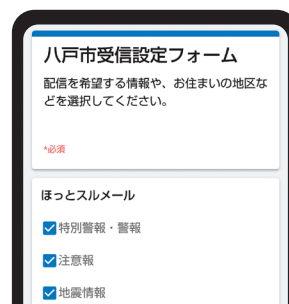 八戸市受信設定フォーム
配信を希望する情報や、お住まいの地区な
どを選択してください。
*必須
ほっとスルメール
特別警報・警報
注意報
地震情報